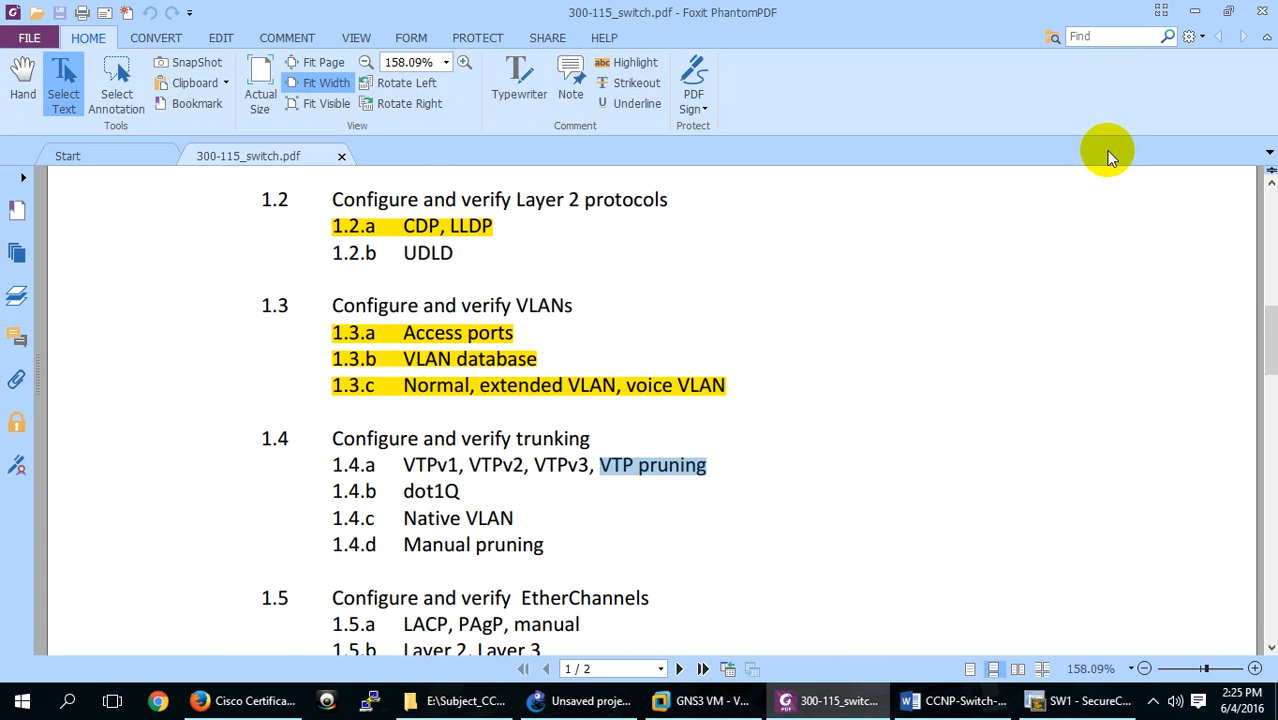 300-115_switch.pdf - Foxit PhantomPDF
FILE HOME CONVERT EDIT COMMENT VIEW FORM PROTECT SHARE HELP
Find
Hand
Select Text
Select Annotation
SnapShot
Clipboard
Bookmark
Tools
Actual Size
Fit Page
Fit Width
Fit Visible
158.09%
Rotate Left
Rotate Right
View
Typewriter
Note
Highlight
Strikeout
Underline
Comment
PDF Sign
Protect
Start
300-115_switch.pdf
1.2 Configure and verify Layer 2 protocols
1.2.a CDP, LLDP
1.2.b UDLD
1.3 Configure and verify VLANs
1.3.a Access ports
1.3.b VLAN database
1.3.c Normal, extended VLAN, voice VLAN
1.4 Configure and verify trunking
1.4.a VTPv1, VTPv2, VTPv3, VTP pruning
1.4.b dot1Q
1.4.c Native VLAN
1.4.d Manual pruning
1.5 Configure and verify EtherChannels
1.5.a LACP, PAgP, manual
1.5.b Layer 2, Layer 3
1 / 2
158.09%
Cisco Certifica...
E:\Subject_CC...
Unsaved proje...
GNS3 VM - V...
300-115_switc...
CCNP-Switch-...
SW1 - SecureC...
2:25 PM
6/4/2016